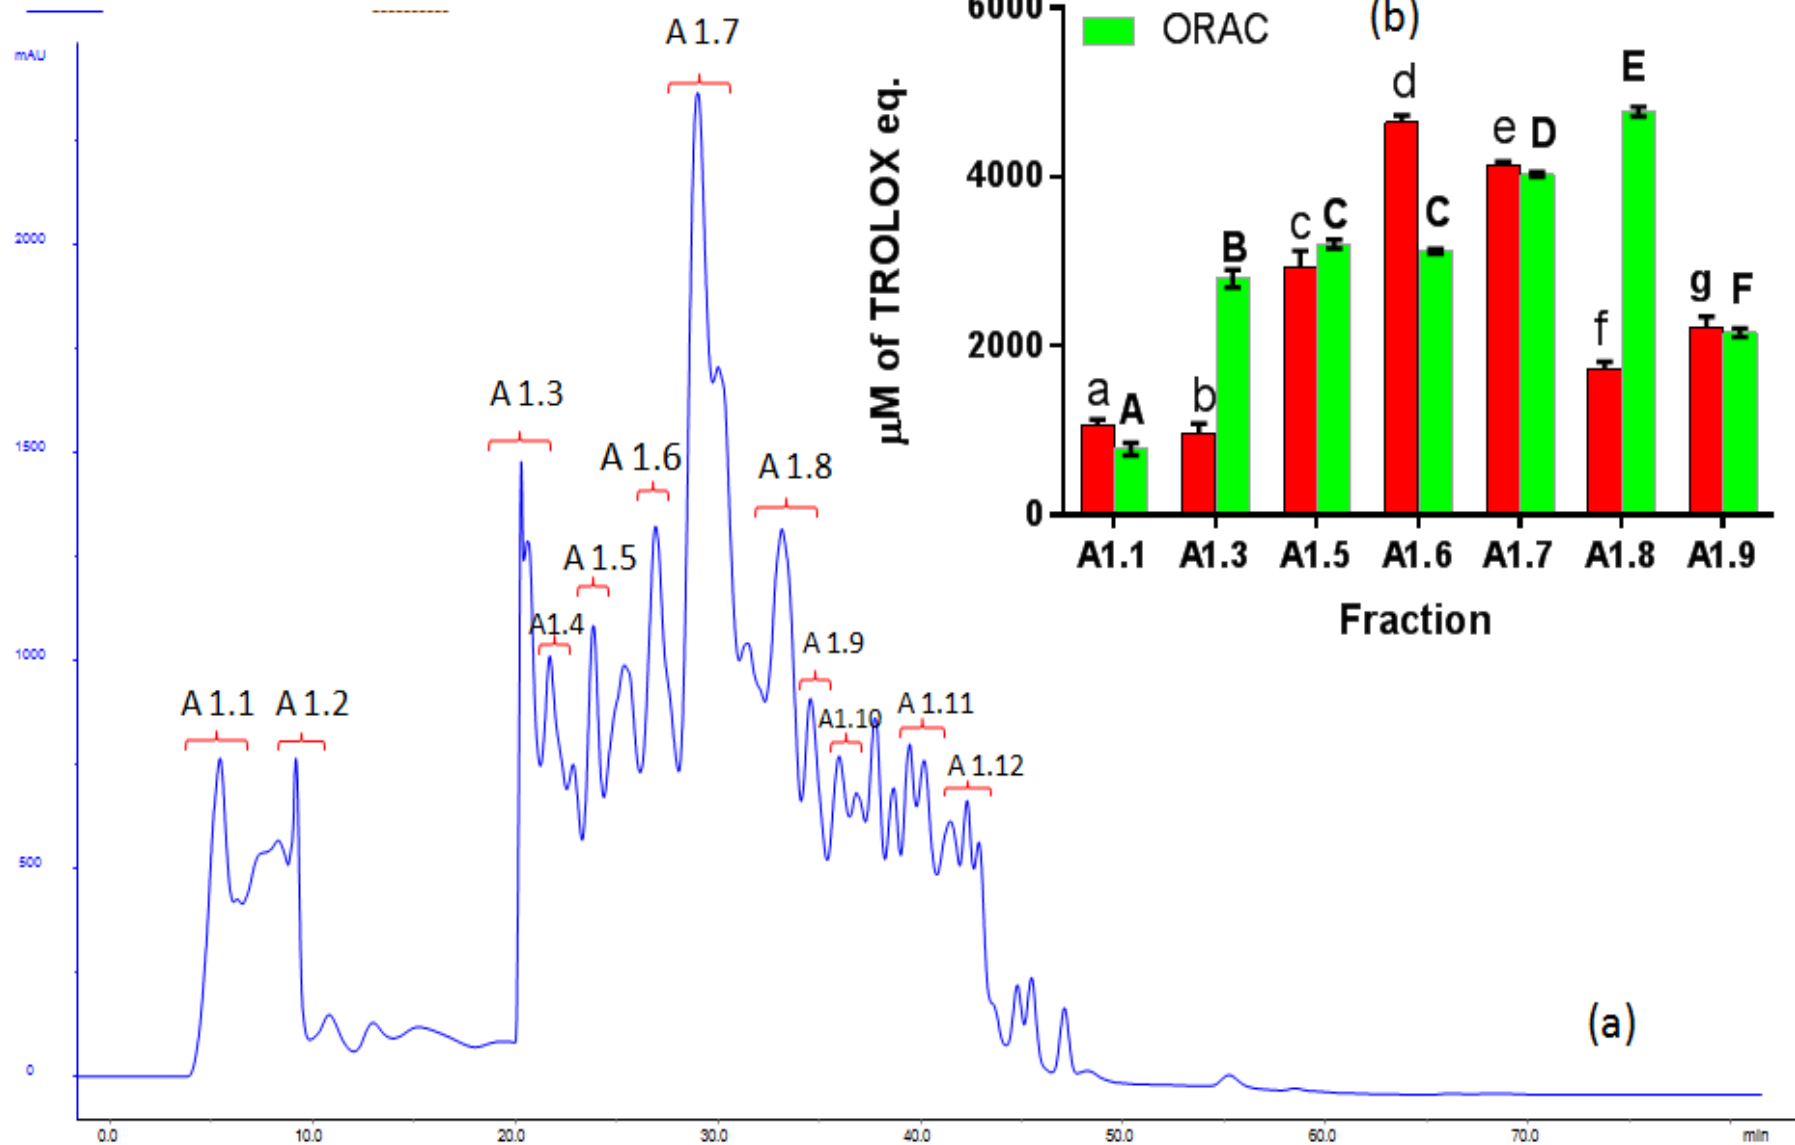 A 1.7
6000
ORAC
(b)
mAU
E
d
µM of TROLOX eq.
e D
4000
c C
C
B
2000
g F
f
2000
A 1.3
a A
b
1500
A 1.6
A 1.8
0
A1.1 A1.3 A1.5 A1.6 A1.7 A1.8 A1.9
A 1.5
Fraction
A1.4
1000
A 1.9
A 1.1 A 1.2
A1.10
A 1.11
A 1.12
500
(a)
0
0.0 10.0 20.0 30.0 40.0 50.0 60.0 70.0 min